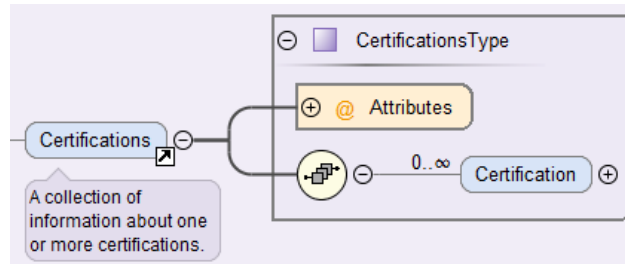 CertificationsType
@ Attributes
Certifications
0..∞
Certification
A collection of
information about one
or more certifications.